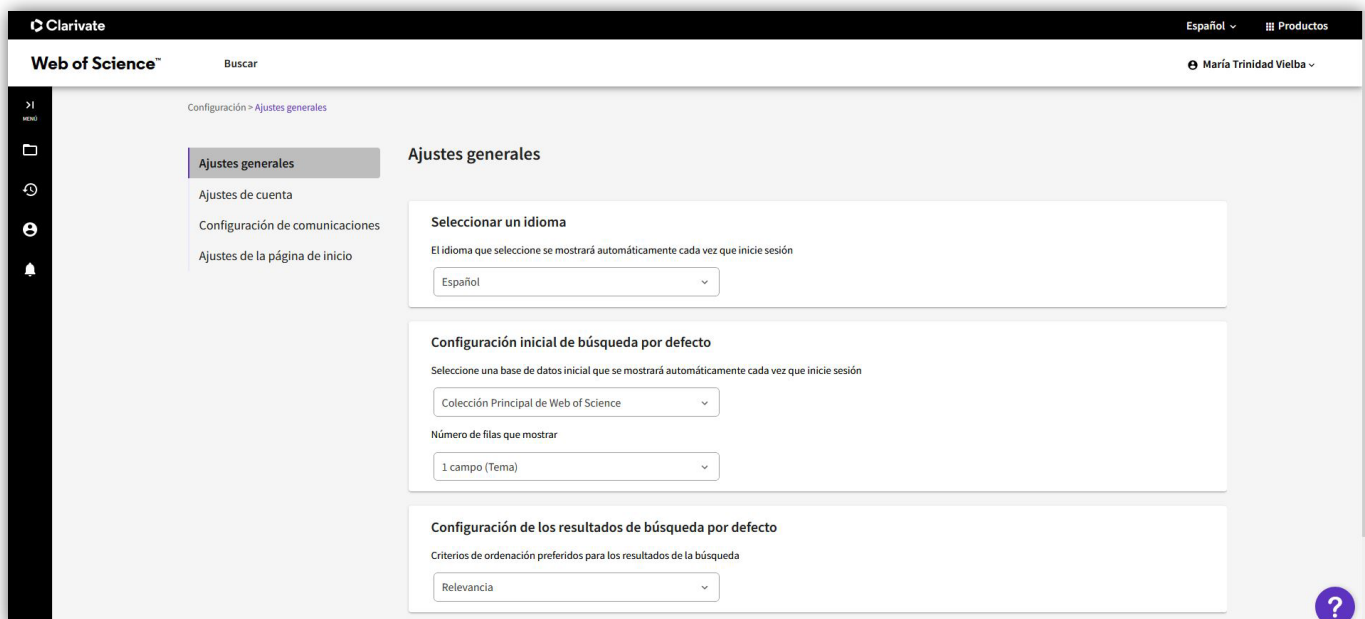 Clarivate
Español
Productos
Web of Science™
Buscar
María Trinidad Vielba
MENÚ
Configuración > Ajustes generales
Ajustes generales
Ajustes de cuenta
Configuración de comunicaciones
Ajustes de la página de inicio
Ajustes generales
Seleccionar un idioma
El idioma que seleccione se mostrará automáticamente cada vez que inicie sesión
Español
Configuración inicial de búsqueda por defecto
Seleccione una base de datos inicial que se mostrará automáticamente cada vez que inicie sesión
Colección Principal de Web of Science
Número de filas que mostrar
1 campo (Tema)
Configuración de los resultados de búsqueda por defecto
Criterios de ordenación preferidos para los resultados de la búsqueda
Relevancia
?